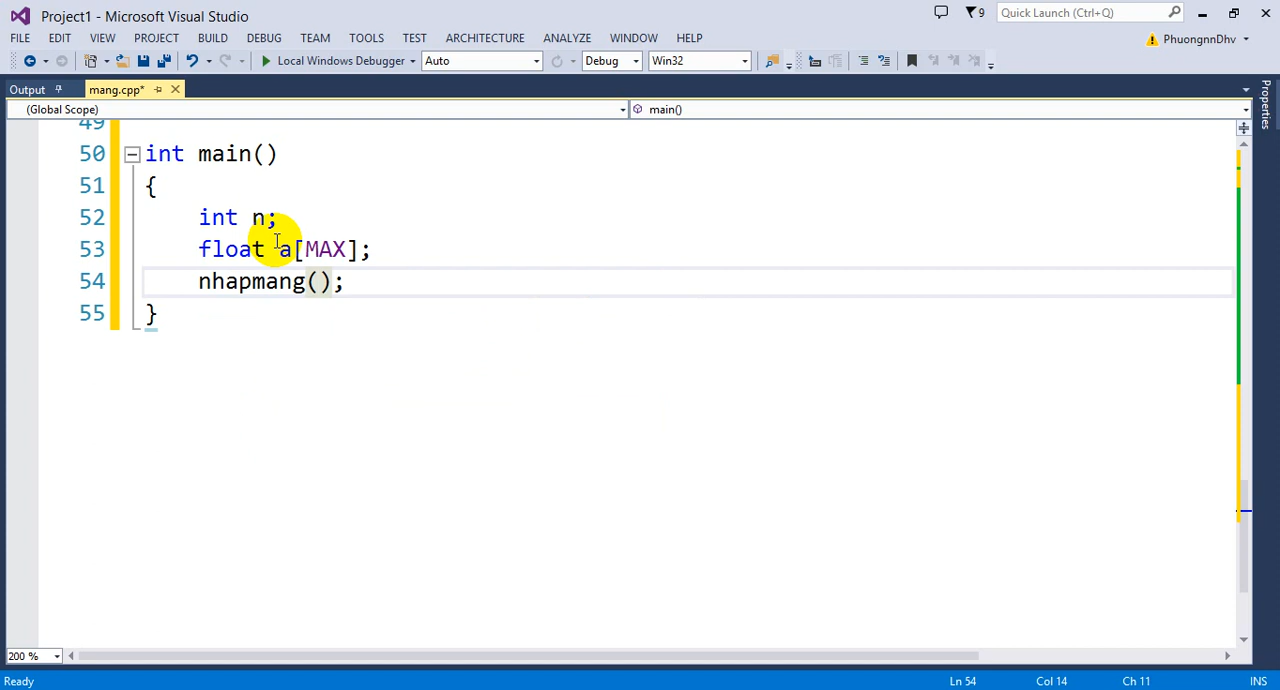 Project1 - Microsoft Visual Studio
9
Quick Launch (Ctrl+Q)
FILE EDIT VIEW PROJECT BUILD DEBUG TEAM TOOLS TEST ARCHITECTURE ANALYZE WINDOW HELP
PhuongnnDhv
Local Windows Debugger Auto Debug Win32
Output mang.cpp*
Properties
(Global Scope) main()
49
50 int main()
51 {
52 int n;
53 float a[MAX];
54 nhapmang();
55 }
200 %
Ready Ln 54 Col 14 Ch 11 INS